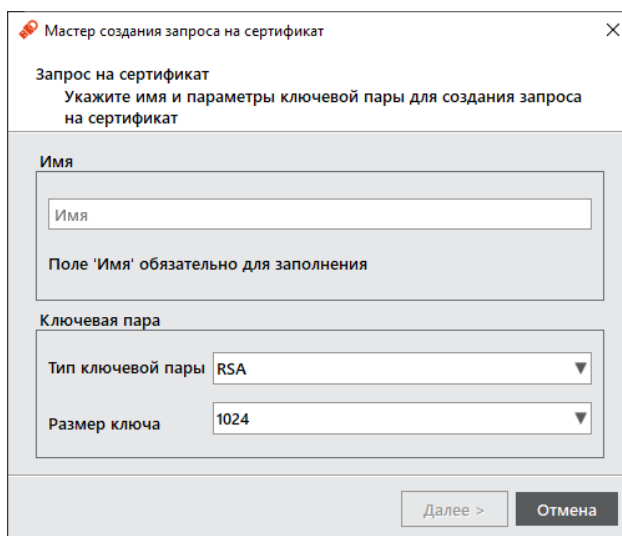 Мастер создания запроса на сертификат
Запрос на сертификат
Укажите имя и параметры ключевой пары для создания запроса
на сертификат
Имя
Имя
Поле 'Имя' обязательно для заполнения
Ключевая пара
Тип ключевой пары RSA
Размер ключа 1024
Далее > Отмена